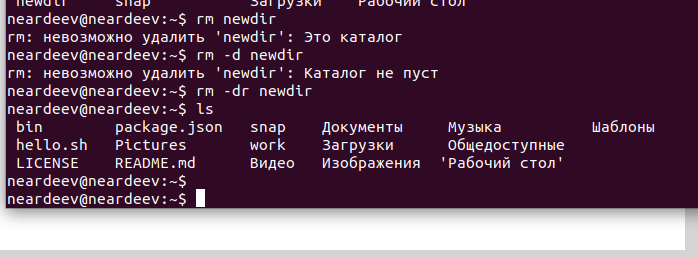 newdir snap Загрузки Рабочий стол
neardeev@neardeev:~$ rm newdir
rm: невозможно удалить 'newdir': Это каталог
neardeev@neardeev:~$ rm -d newdir
rm: невозможно удалить 'newdir': Каталог не пуст
neardeev@neardeev:~$ rm -dr newdir
neardeev@neardeev:~$ ls
bin package.json snap Документы Музыка Шаблоны
hello.sh Pictures work Загрузки Общедоступные
LICENSE README.md Видео Изображения 'Рабочий стол'
neardeev@neardeev:~$
neardeev@neardeev:~$